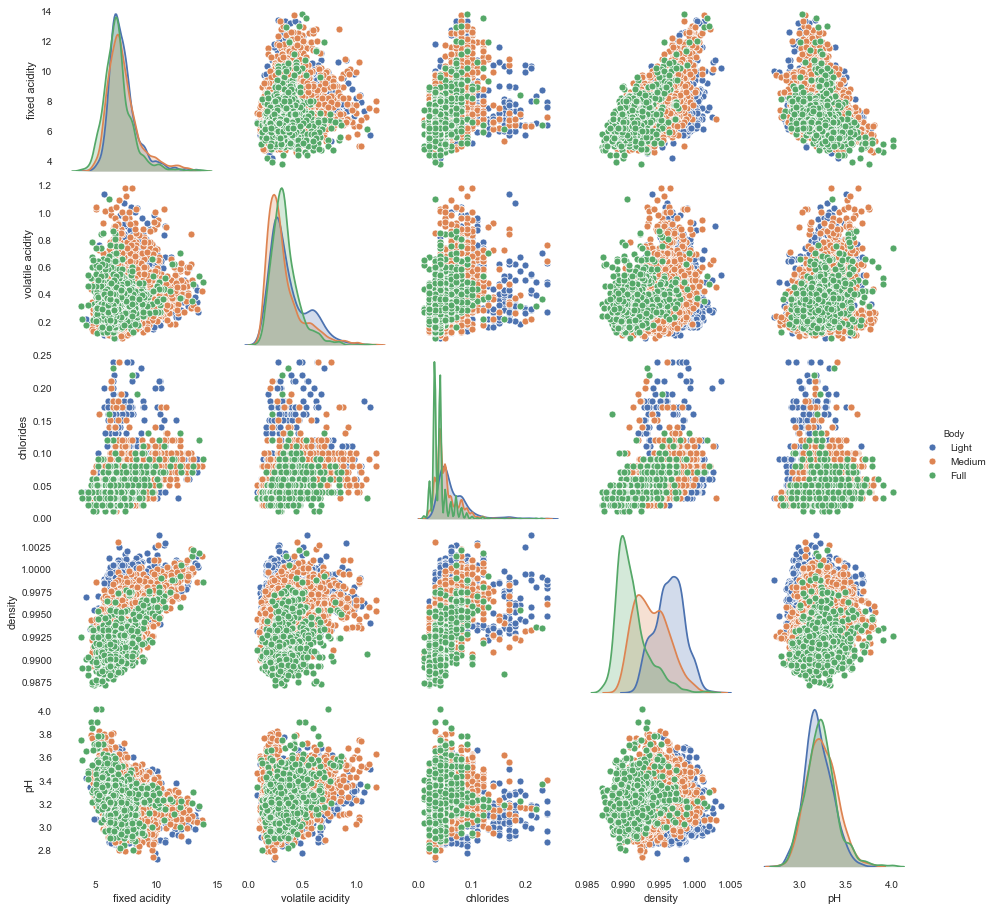 14
12
10
8
6
4
fixed acidity
1.2
1.0
0.8
0.6
0.4
0.2
volatile acidity
0.25
0.20
0.15
0.10
0.05
0.00
chlorides
Body
Light
Medium
Full
1.0025
1.0000
0.9975
0.9950
0.9925
0.9900
0.9875
density
4.0
3.8
3.6
3.4
3.2
3.0
2.8
pH
5 10 15
fixed acidity
0.0 0.5 1.0
volatile acidity
0.0 0.1 0.2
chlorides
0.985 0.990 0.995 1.000 1.005
density
3.0 3.5 4.0
pH